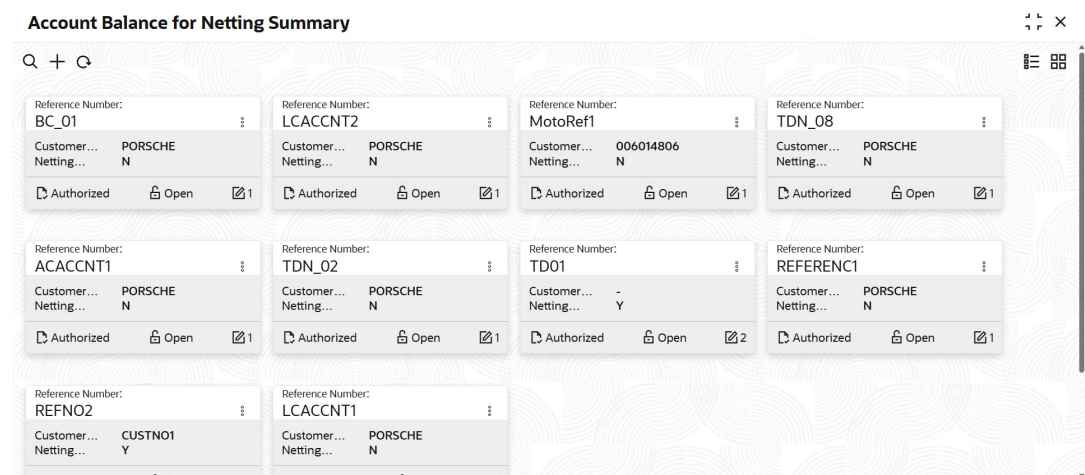 Account Balance for Netting Summary
Reference Number:
BC_01
Customer... PORSCHE
Netting... N
Authorized Open 1
Reference Number:
LCACCNT2
Customer... PORSCHE
Netting... N
Authorized Open 1
Reference Number:
MotoRef1
Customer... 006014806
Netting... N
Authorized Open 1
Reference Number:
TDN_08
Customer... PORSCHE
Netting... N
Authorized Open 1
Reference Number:
ACACCNT1
Customer... PORSCHE
Netting... N
Authorized Open 1
Reference Number:
TDN_02
Customer... PORSCHE
Netting... N
Authorized Open 1
Reference Number:
TD01
Customer... -
Netting... Y
Authorized Open 2
Reference Number:
REFERENC1
Customer... PORSCHE
Netting... N
Authorized Open 1
Reference Number:
REFNO2
Customer... CUSTNO1
Netting... Y
Reference Number:
LCACCNT1
Customer... PORSCHE
Netting... N